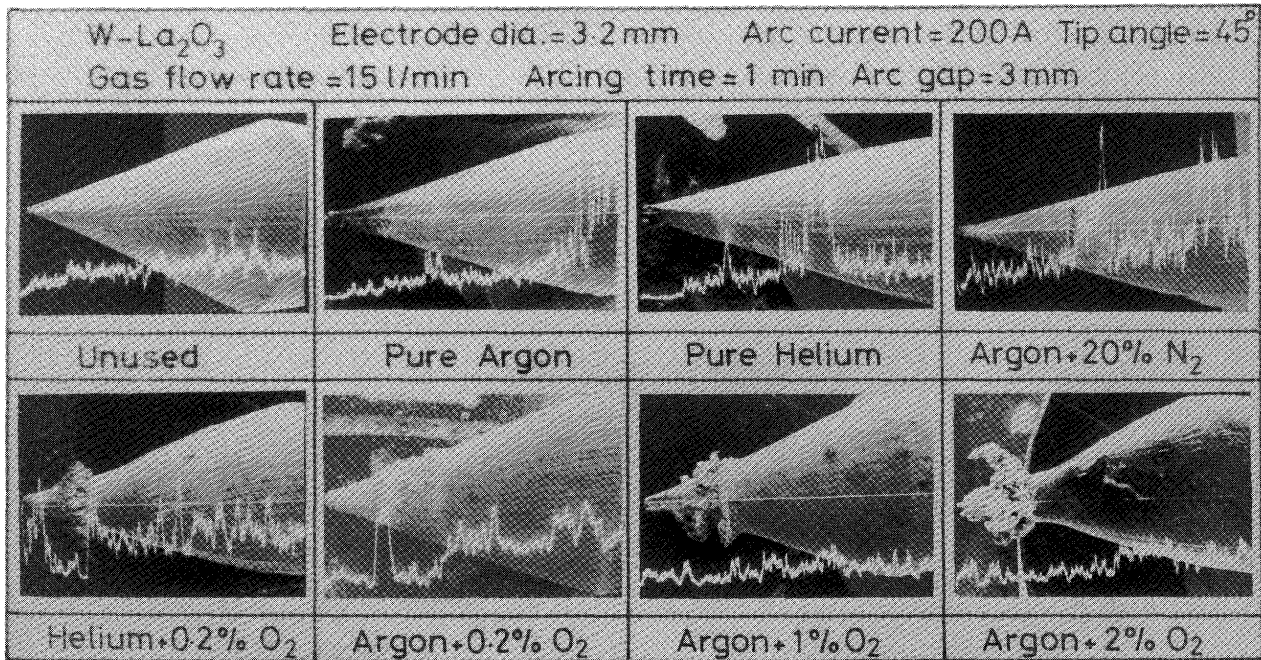 W-La₂O₃ Electrode dia.=3·2mm Arc current=200A Tip angle=45°
Gas flow rate=15 l/min Arcing time=1 min Arc gap=3mm
Unused Pure Argon Pure Helium Argon+20% N₂
Helium+0·2% O₂ Argon+0·2% O₂ Argon+1% O₂ Argon+2% O₂